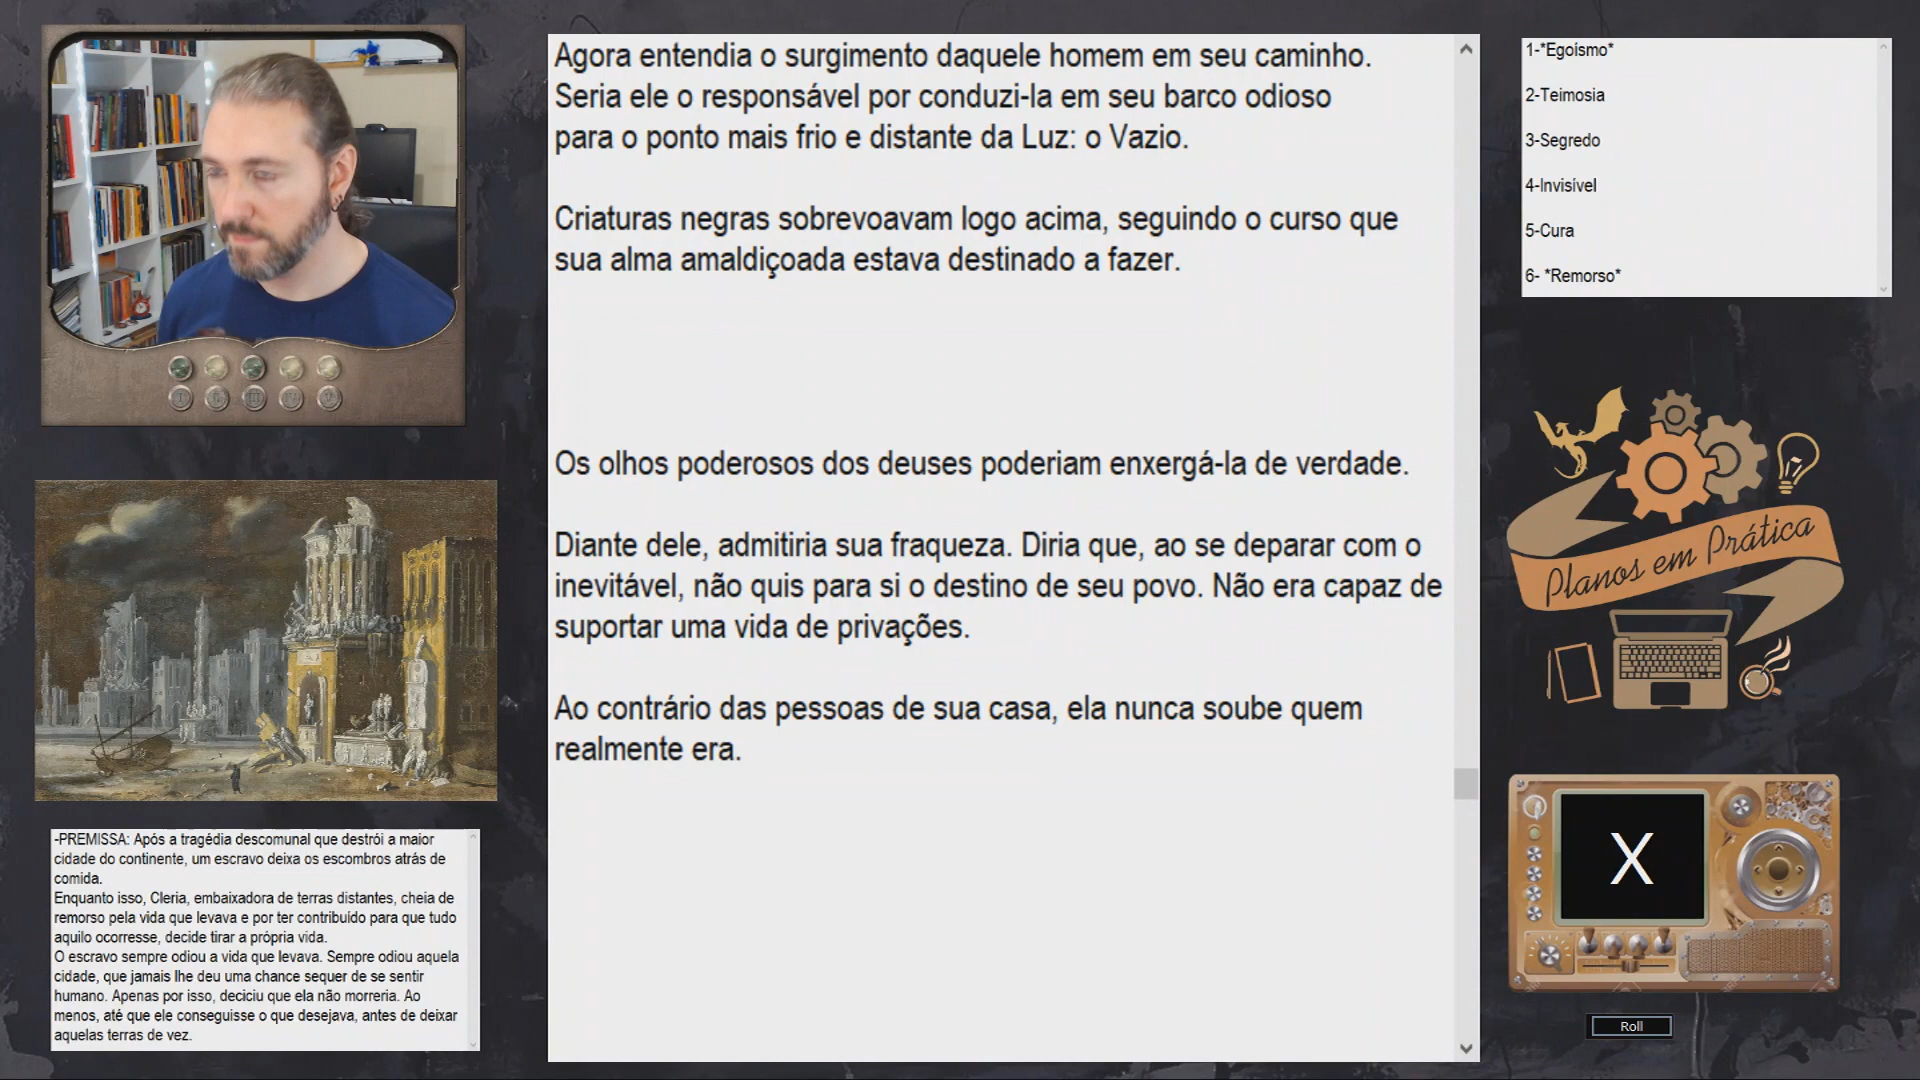 Agora entendia o surgimento daquele homem em seu caminho.
Seria ele o responsável por conduzi-la em seu barco odioso
para o ponto mais frio e distante da Luz: o Vazio.
Criaturas negras sobrevoavam logo acima, seguindo o curso que
sua alma amaldiçoada estava destinado a fazer.
Os olhos poderosos dos deuses poderiam enxergá-la de verdade.
Diante dele, admitiria sua fraqueza. Diria que, ao se deparar com o
inevitável, não quis para si o destino de seu povo. Não era capaz de
suportar uma vida de privações.
Ao contrário das pessoas de sua casa, ela nunca soube quem
realmente era.
1-*Egoísmo*
2-Teimosia
3-Segredo
4-Invisível
5-Cura
6- *Remorso*
Planos em Prática
X
Roll
-PREMISSA: Após a tragédia descomunal que destrói a maior
cidade do continente, um escravo deixa os escombros atrás de
comida.
Enquanto isso, Cleria, embaixadora de terras distantes, cheia de
remorso pela vida que levava e por ter contribuído para que tudo
aquilo ocorresse, decide tirar a própria vida.
O escravo sempre odiou a vida que levava. Sempre odiou aquela
cidade, que jamais lhe deu uma chance sequer de se sentir
humano. Apenas por isso, deciciu que ela não morreria. Ao
menos, até que ele conseguisse o que desejava, antes de deixar
aquelas terras de vez.